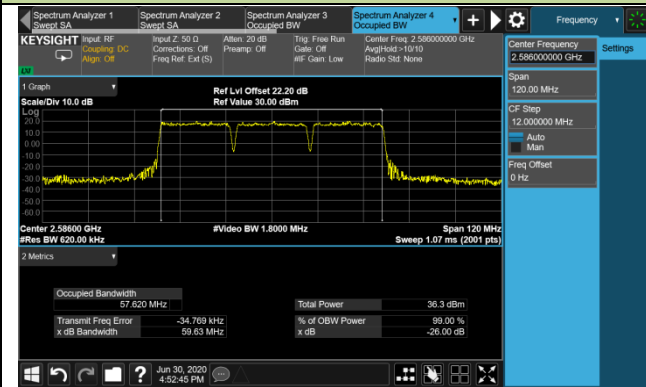 Spectrum Analyzer 1
Swept SA
Spectrum Analyzer 2
Swept SA
Spectrum Analyzer 3
Occupied BW
Spectrum Analyzer 4
Occupied BW
Frequency
KEYSIGHT
Input: RF
Coupling: DC
Align: Off
Input Z: 50 Ω
Corrections: Off
Freq Ref: Ext (S)
Atten: 20 dB
Preamp: Off
Trig: Free Run
Gate: Off
#IF Gain: Low
Center Freq: 2.586000000 GHz
Avg|Hold:>10/10
Radio Std: None
LXI
Center Frequency
2.586000000 GHz
Settings
Span
120.00 MHz
CF Step
12.000000 MHz
Auto
Man
Freq Offset
0 Hz
1 Graph
Scale/Div 10.0 dB
Ref Lvl Offset 22.20 dB
Ref Value 30.00 dBm
Log
20.0
10.0
0.00
-10.0
-20.0
-30.0
-40.0
-50.0
-60.0
Center 2.58600 GHz
#Res BW 620.00 kHz
#Video BW 1.8000 MHz
Span 120 MHz
Sweep 1.07 ms (2001 pts)
2 Metrics
Occupied Bandwidth
57.620 MHz
Total Power
36.3 dBm
Transmit Freq Error
-34.769 kHz
% of OBW Power
99.00 %
x dB Bandwidth
59.63 MHz
x dB
-26.00 dB
Jun 30, 2020
4:52:45 PM